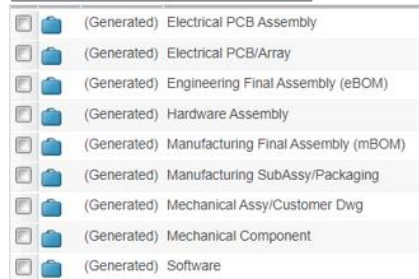 (Generated) Electrical PCB Assembly
(Generated) Electrical PCB/Array
(Generated) Engineering Final Assembly (eBOM)
(Generated) Hardware Assembly
(Generated) Manufacturing Final Assembly (mBOM)
(Generated) Manufacturing SubAssy/Packaging
(Generated) Mechanical Assy/Customer Dwg
(Generated) Mechanical Component
(Generated) Software